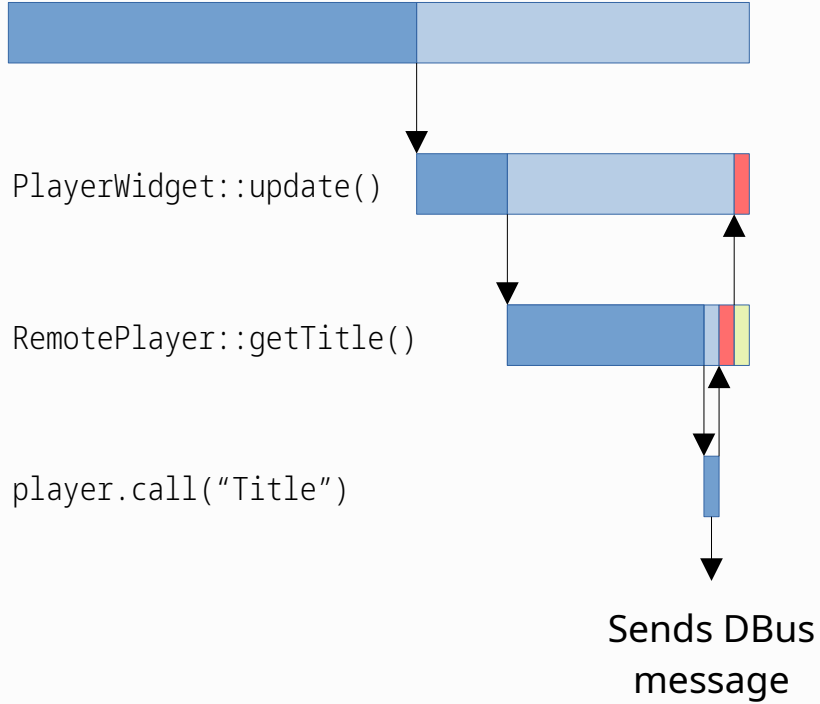 PlayerWidget::update()
RemotePlayer::getTitle()
player.call(“Title”)
Sends DBus
message